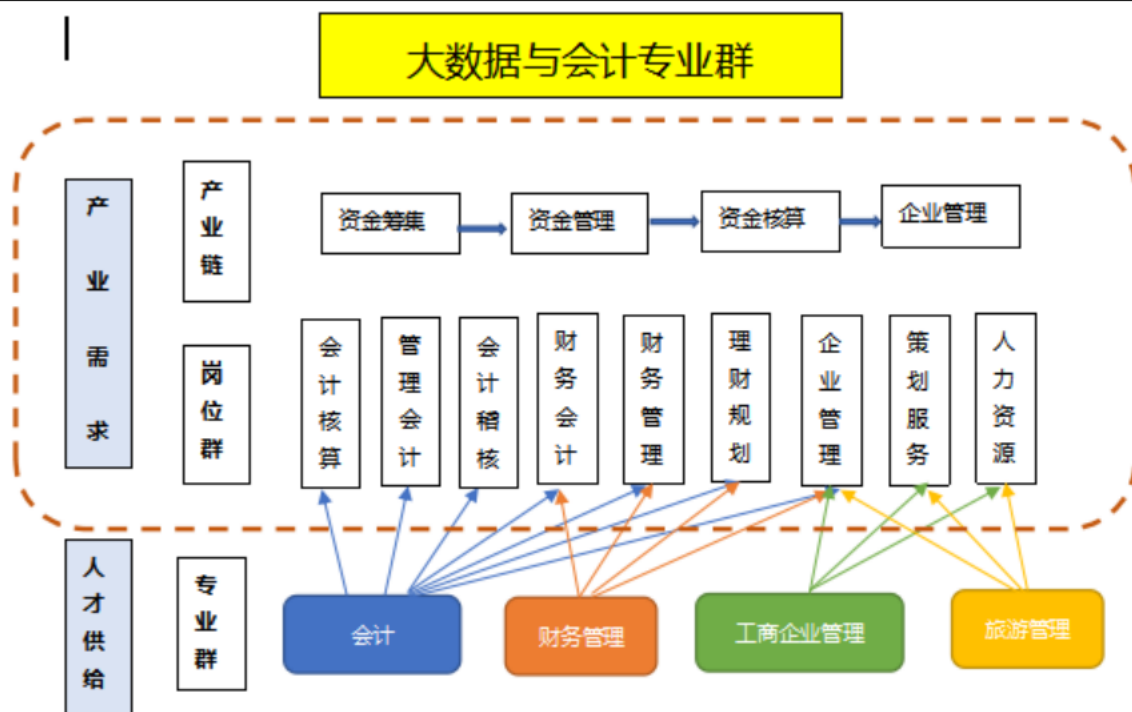 大数据与会计专业群
产业需求
产业链
资金筹集
资金管理
资金核算
企业管理
岗位群
会计核算
管理会计
会计稽核
财务会计
财务管理
理财规划
企业管理
策划服务
人力资源
人才供给
专业群
会计
财务管理
工商企业管理
旅游管理